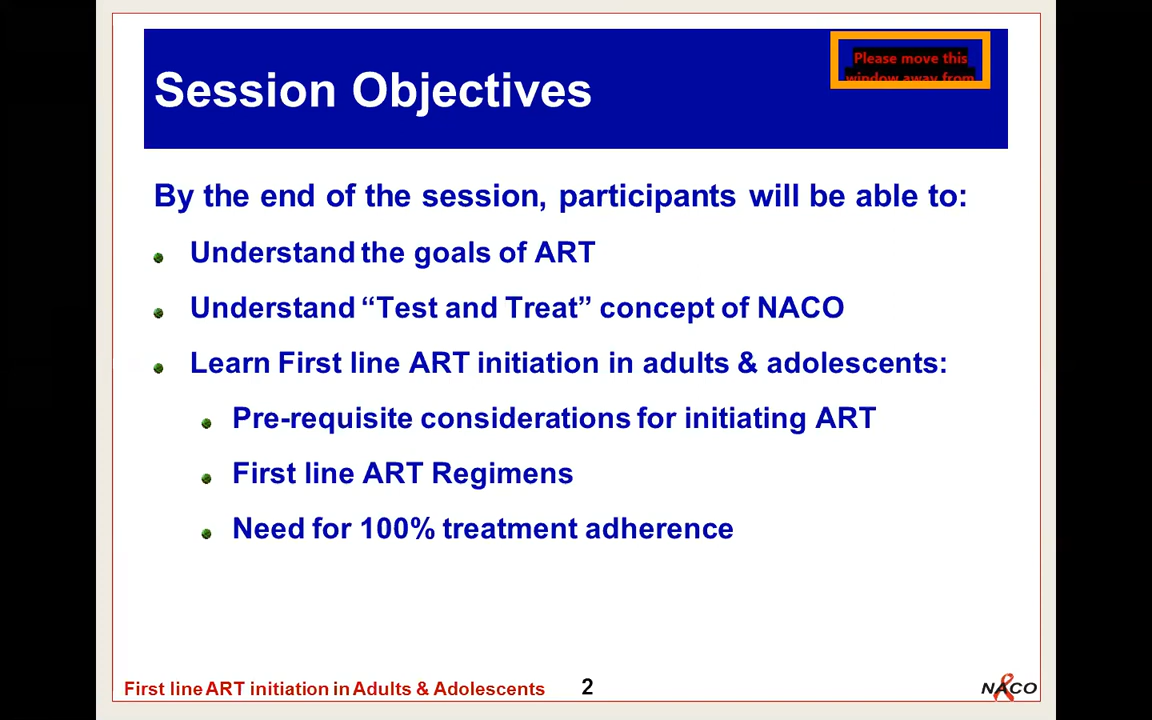 Session Objectives
Please move this
window away from
By the end of the session, participants will be able to:
Understand the goals of ART
Understand “Test and Treat” concept of NACO
Learn First line ART initiation in adults & adolescents:
Pre-requisite considerations for initiating ART
First line ART Regimens
Need for 100% treatment adherence
First line ART initiation in Adults & Adolescents 2
NACO